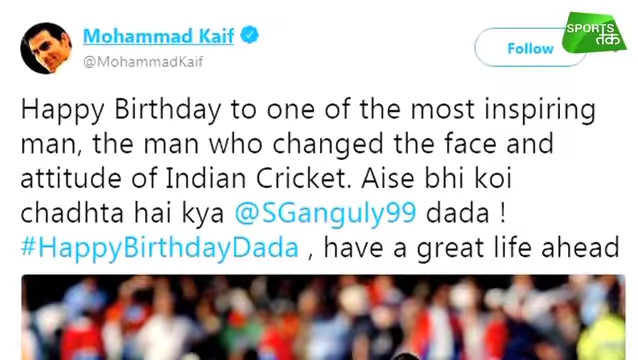 Mohammad Kaif
@MohammadKaif
Follow
SPORTS
तक
Happy Birthday to one of the most inspiring
man, the man who changed the face and
attitude of Indian Cricket. Aise bhi koi
chadhta hai kya @SGanguly99 dada !
#HappyBirthdayDada , have a great life ahead